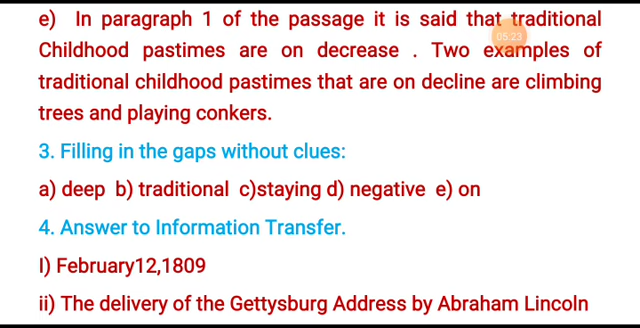 e) In paragraph 1 of the passage it is said that traditional
Childhood pastimes are on decrease . Two examples of
traditional childhood pastimes that are on decline are climbing
trees and playing conkers.
3. Filling in the gaps without clues:
a) deep b) traditional c)staying d) negative e) on
4. Answer to Information Transfer.
I) February12,1809
ii) The delivery of the Gettysburg Address by Abraham Lincoln
05:23